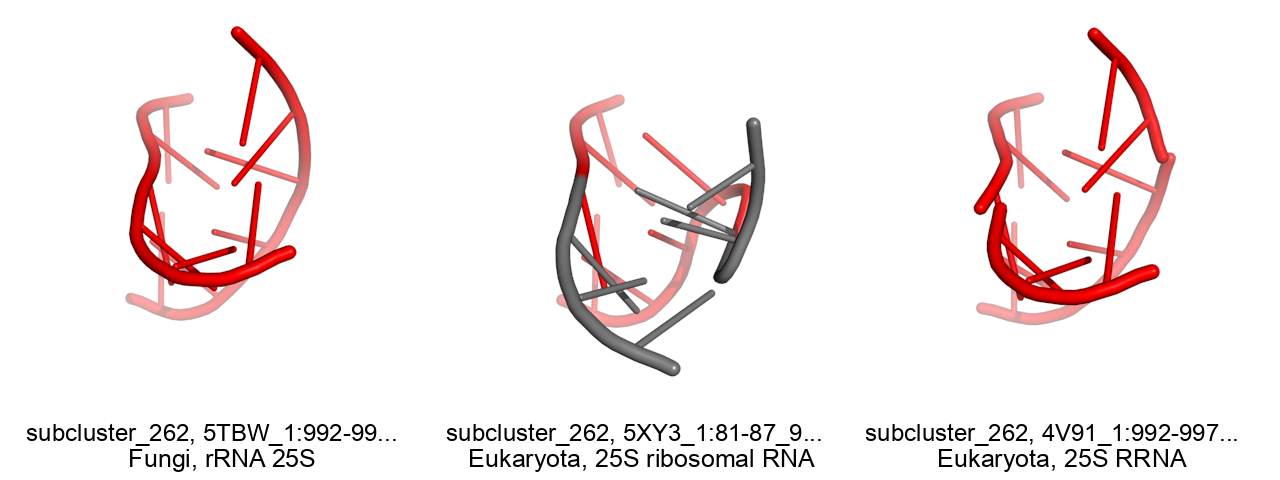 subcluster_262, 5TBW_1:992-99...
Fungi, rRNA 25S
subcluster_262, 5XY3_1:81-87_9...
Eukaryota, 25S ribosomal RNA
subcluster_262, 4V91_1:992-997...
Eukaryota, 25S RRNA